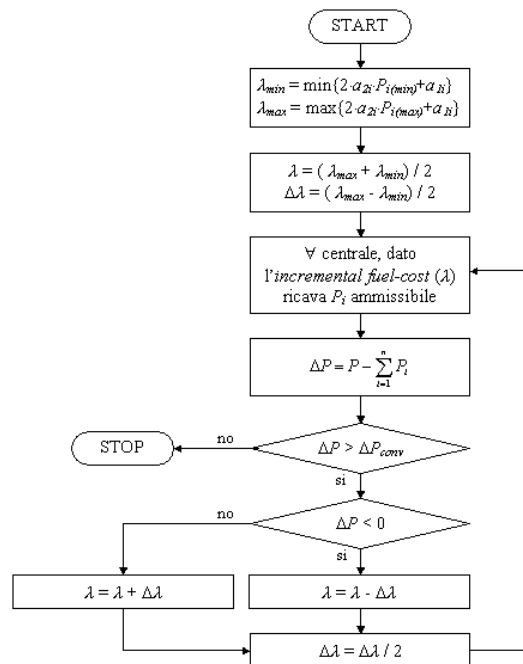 START
λmin = min{2·a2i·Pi(min)+a1i}
λmax = max{2·a2i·Pi(max)+a1i}
λ = ( λmax + λmin) / 2
Δλ = ( λmax - λmin) / 2
∀ centrale, dato
l'incremental fuel-cost (λ)
ricava Pi ammissibile
ΔP = P − ∑ i=1 n Pi
no
STOP
ΔP > ΔPconv
si
no
ΔP < 0
si
λ = λ + Δλ
λ = λ - Δλ
Δλ = Δλ / 2